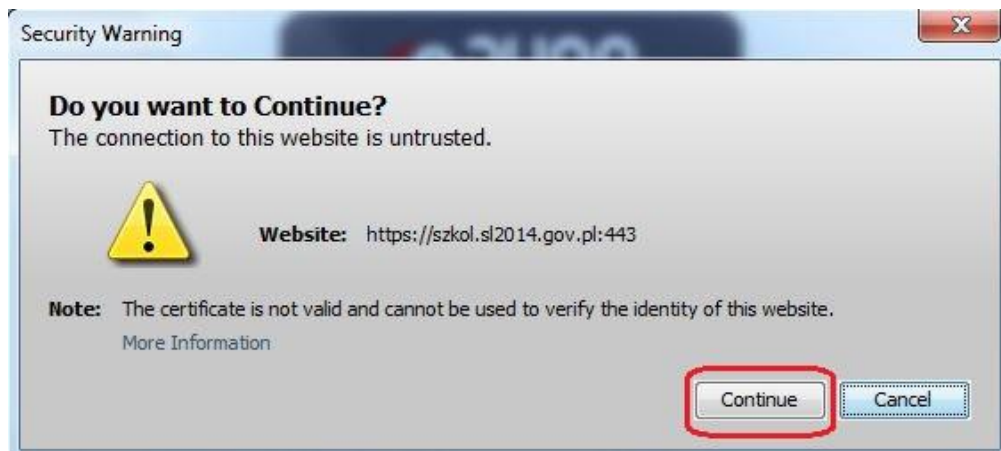 Security Warning
Do you want to Continue?
The connection to this website is untrusted.
Website: https://szkol.sl2014.gov.pl:443
Note: The certificate is not valid and cannot be used to verify the identity of this website.
More Information
Continue Cancel